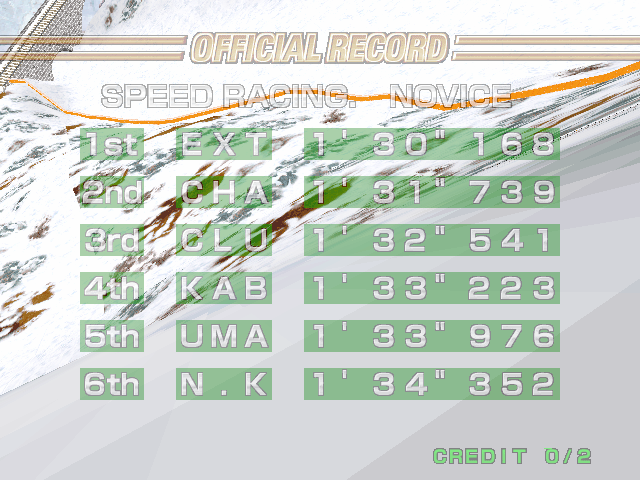 OFFICIAL RECORD
SPEED RACING. NOVICE
1st EXT 1' 30" 168
2nd CHA 1' 31" 739
3rd CLU 1' 32" 541
4th KAB 1' 33" 223
5th UMA 1' 33" 976
6th N.K 1' 34" 352
CREDIT 0/2